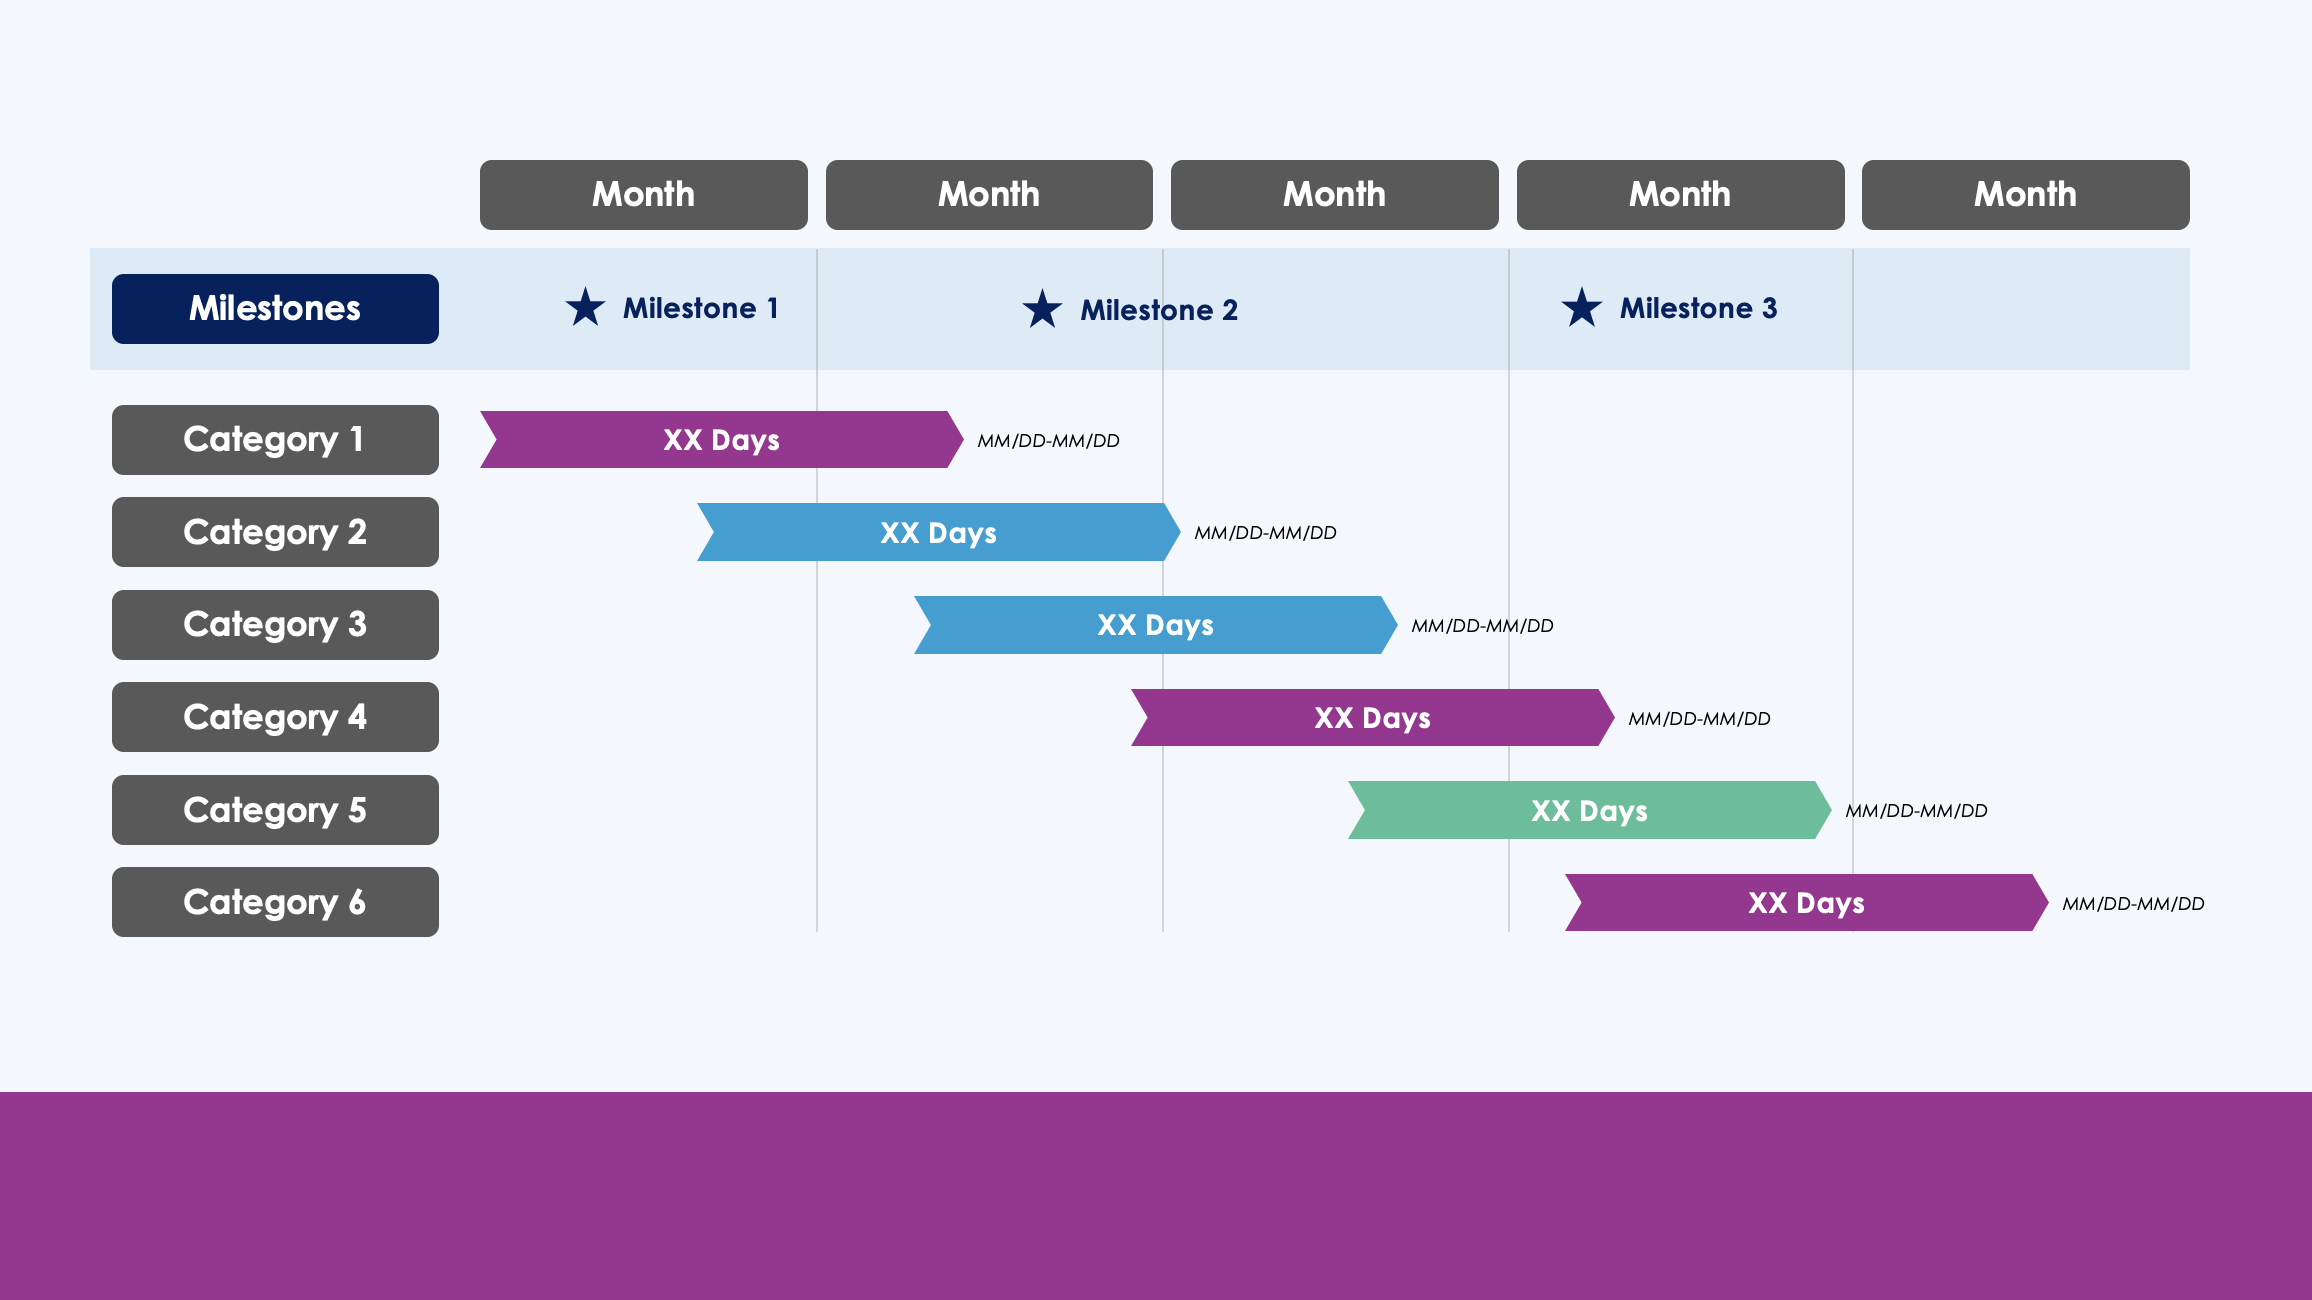 Month Month Month Month Month
Milestones ★ Milestone 1 ★ Milestone 2 ★ Milestone 3
Category 1 XX Days MM/DD-MM/DD
Category 2 XX Days MM/DD-MM/DD
Category 3 XX Days MM/DD-MM/DD
Category 4 XX Days MM/DD-MM/DD
Category 5 XX Days MM/DD-MM/DD
Category 6 XX Days MM/DD-MM/DD